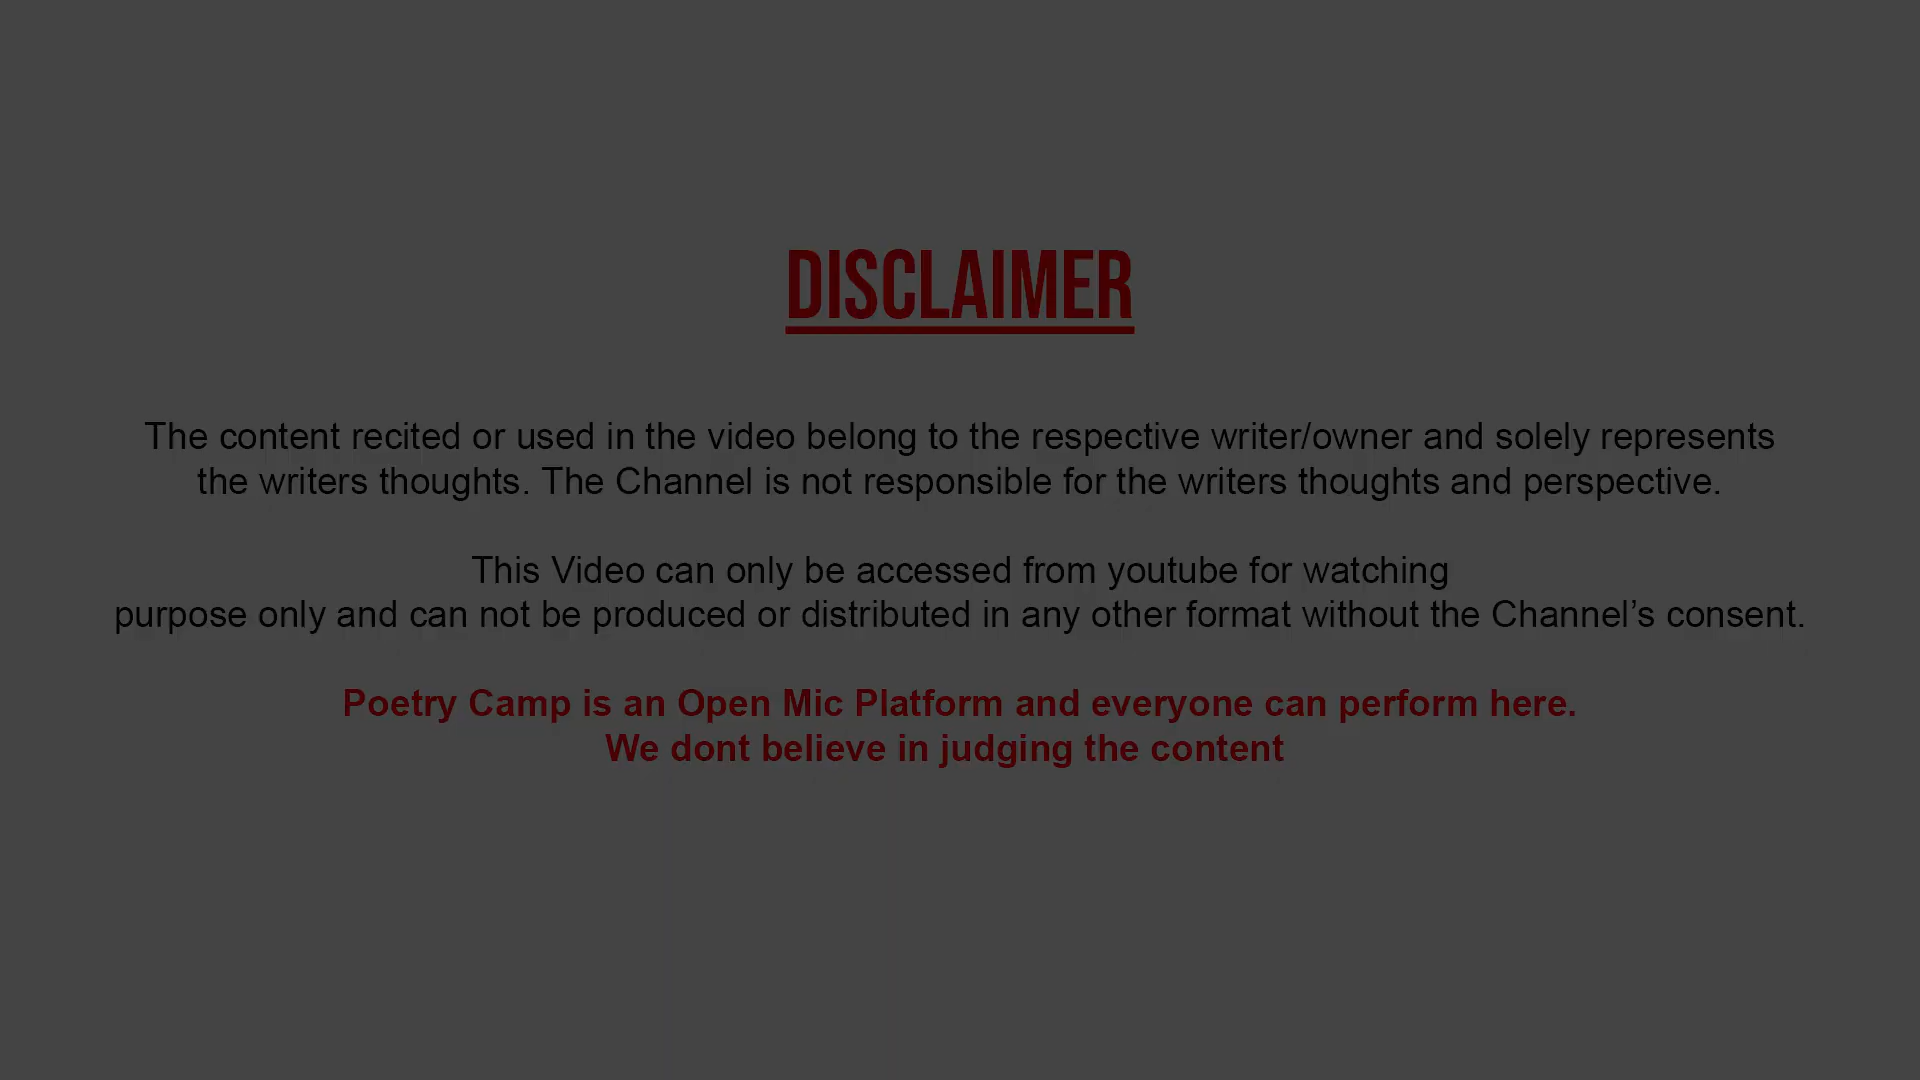 DISCLAIMER
The content recited or used in the video belong to the respective writer/owner and solely represents
the writers thoughts. The Channel is not responsible for the writers thoughts and perspective.
This Video can only be accessed from youtube for watching
purpose only and can not be produced or distributed in any other format without the Channel’s consent.
Poetry Camp is an Open Mic Platform and everyone can perform here.
We dont believe in judging the content